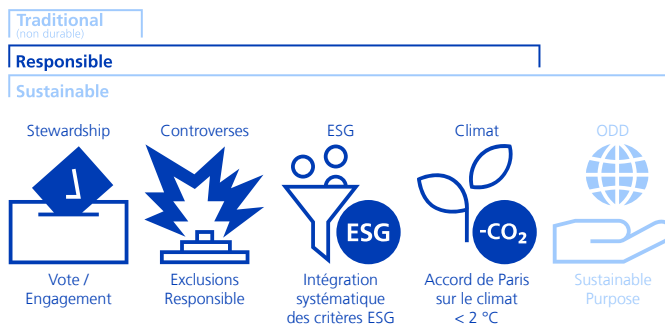 Traditional
(non durable)
Responsible
Sustainable
Stewardship
Controverses
ESG
Climat
ODD
ESG
-CO₂
Vote /
Engagement
Exclusions
Responsible
Intégration
systématique
des critères ESG
Accord de Paris
sur le climat
< 2 °C
Sustainable
Purpose